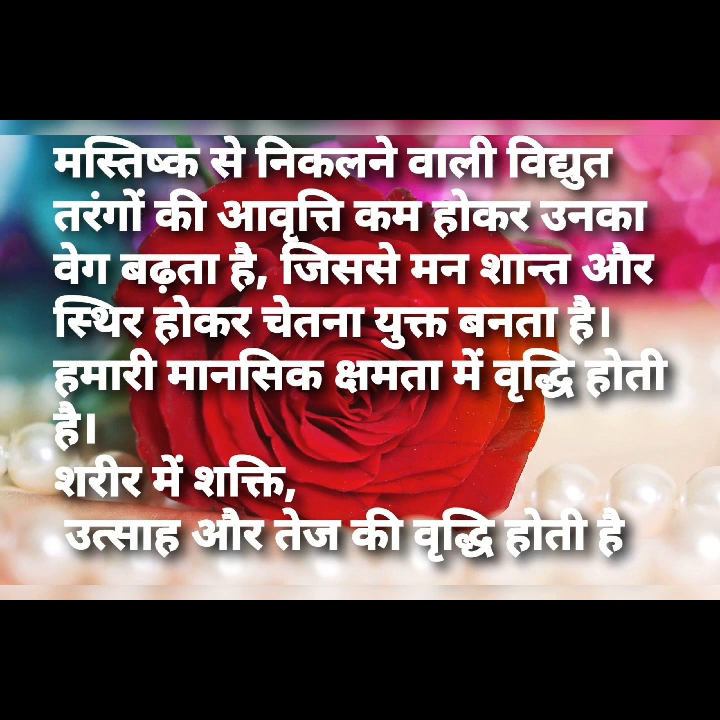 मस्तिष्क से निकलने वाली विद्युत
तरंगों की आवृत्ति कम होकर उनका
वेग बढ़ता है, जिससे मन शान्त और
स्थिर होकर चेतना युक्त बनता है।
हमारी मानसिक क्षमता में वृद्धि होती
है।
शरीर में शक्ति,
उत्साह और तेज की वृद्धि होती है